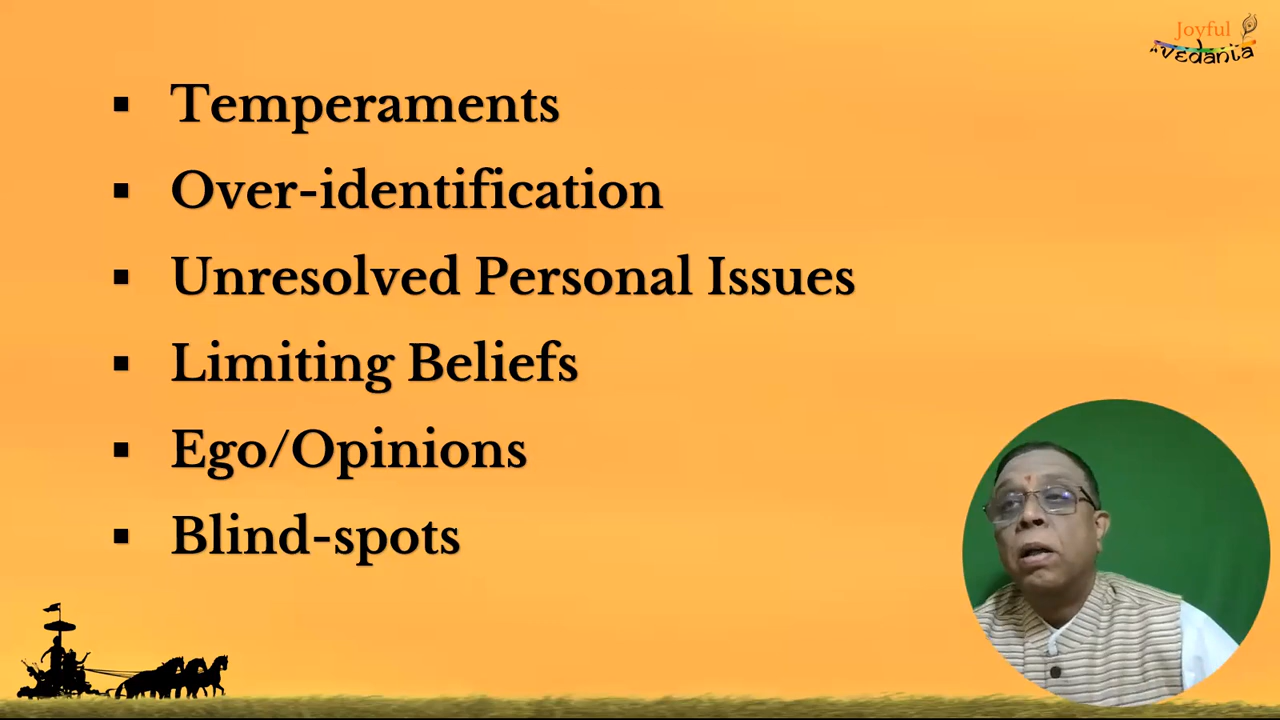 Joyful
Vedanta
Temperaments
Over-identification
Unresolved Personal Issues
Limiting Beliefs
Ego/Opinions
Blind-spots